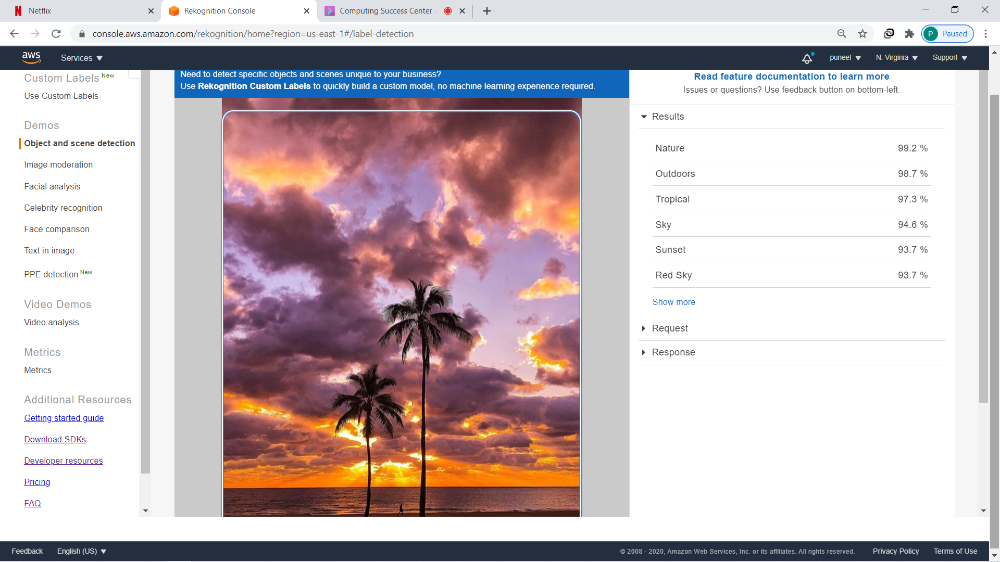 Netflix
Rekognition Console
Computing Success Center -
console.aws.amazon.com/rekognition/home?region=us-east-1#/label-detection
P Paused
aws
Services
puneet
N. Virginia
Support
Custom Labels New
Use Custom Labels
Demos
Object and scene detection
Image moderation
Facial analysis
Celebrity recognition
Face comparison
Text in image
PPE detection New
Video Demos
Video analysis
Metrics
Metrics
Additional Resources
Getting started guide
Download SDKs
Developer resources
Pricing
FAQ
Need to detect specific objects and scenes unique to your business?
Use Rekognition Custom Labels to quickly build a custom model, no machine learning experience required.
Read feature documentation to learn more
Issues or questions? Use feedback button on bottom-left.
Results
Nature 99.2 %
Outdoors 98.7 %
Tropical 97.3 %
Sky 94.6 %
Sunset 93.7 %
Red Sky 93.7 %
Show more
Request
Response
Feedback
English (US)
© 2008 - 2020, Amazon Web Services, Inc. or its affiliates. All rights reserved.
Privacy Policy
Terms of Use